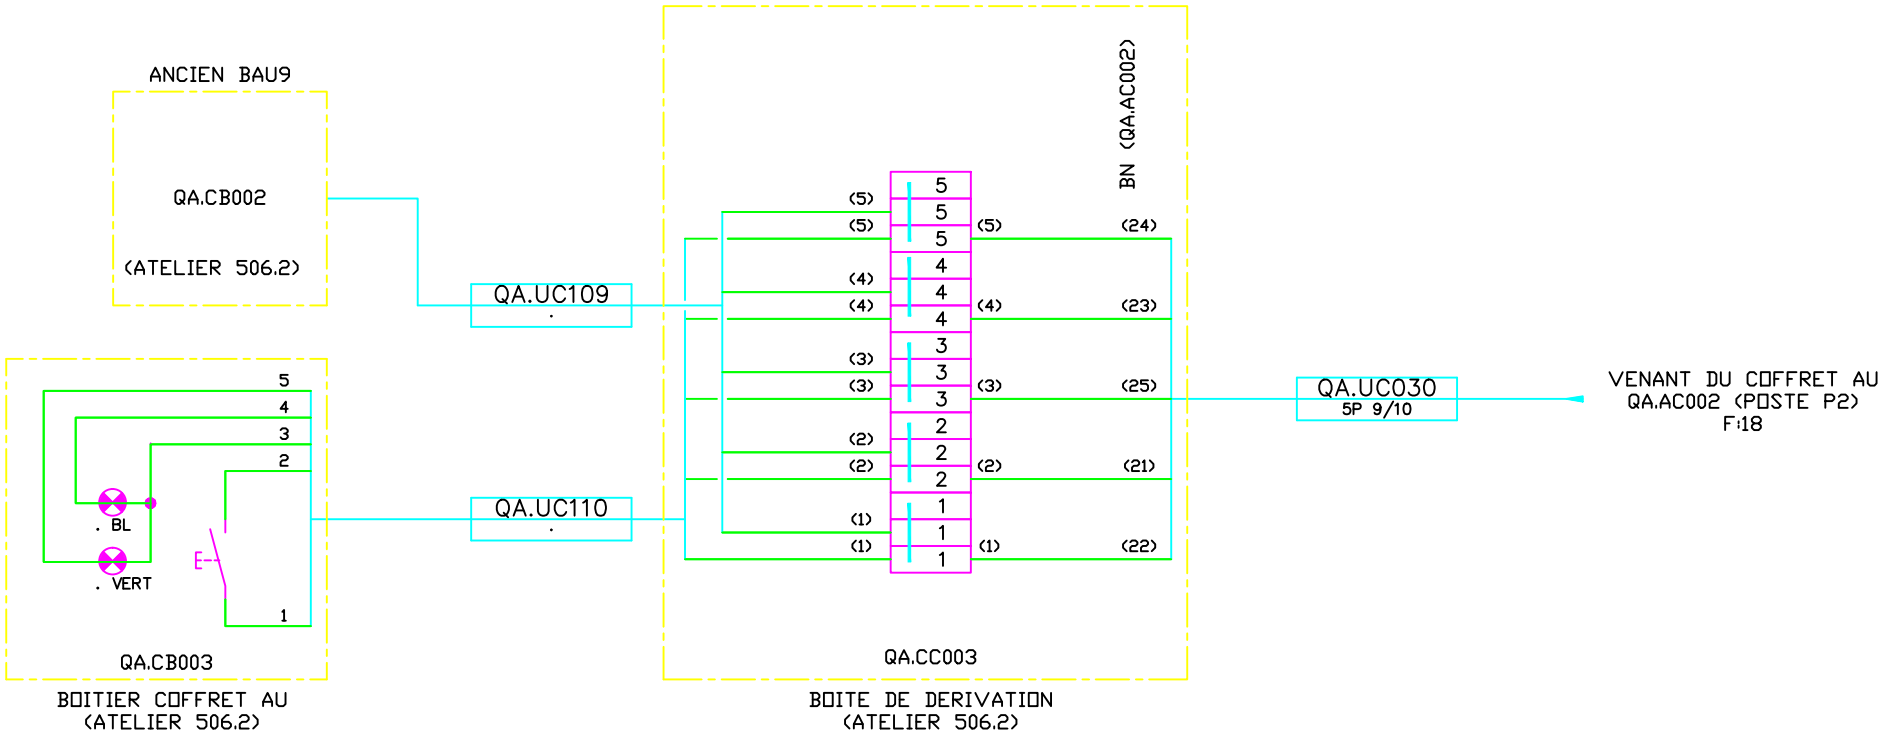 ANCIEN BAU9
QA.CB002
(ATELIER 506.2)
QA.UC109
.
5
4
3
2
. BL
. VERT
1
QA.CB003
BOITIER COFFRET AU
(ATELIER 506.2)
QA.UC110
.
BN (QA.AC002)
5
(5) 5
(5) 5 (5) (24)
4
(4) 4
(4) 4 (4) (23)
3
(3) 3
(3) 3 (3) (25)
2
(2) 2
(2) 2 (2) (21)
1
(1) 1
(1) 1 (1) (22)
QA.CC003
BOITE DE DERIVATION
(ATELIER 506.2)
QA.UC030
5P 9/10
VENANT DU COFFRET AU
QA.AC002 (POSTE P2)
F:18